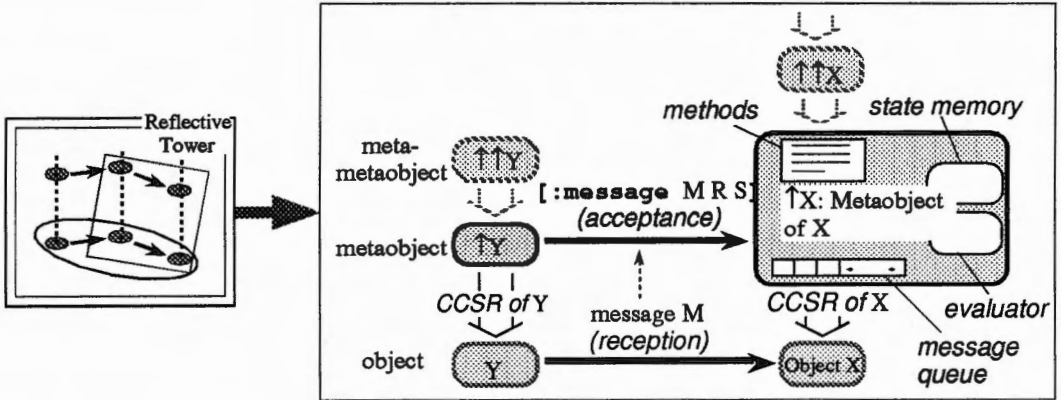 Reflective
Tower
↑↑X
methods
state memory
meta-
metaobject
↑↑Y
[:message M R S]
(acceptance)
↑X: Metaobject
of X
metaobject
↑Y
CCSR of Y
message M
(reception)
CCSR of X
evaluator
message
queue
object
Y
Object X